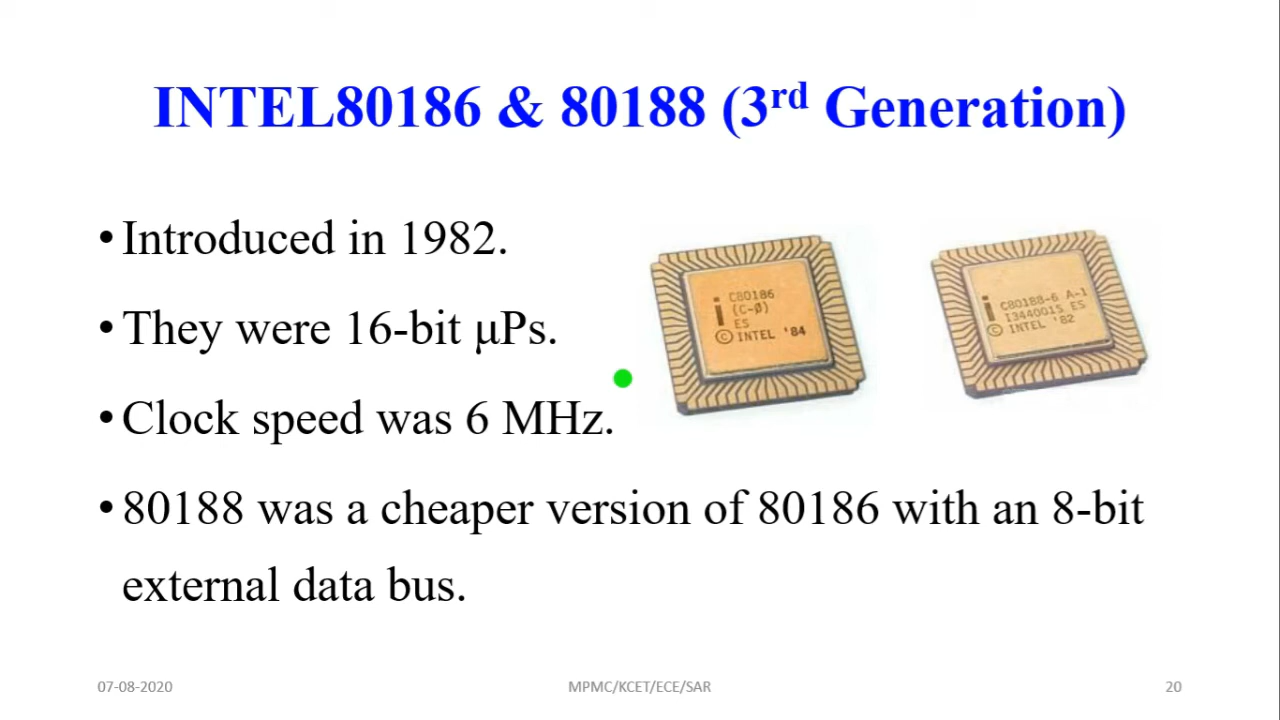 INTEL80186 & 80188 (3rd Generation)
• Introduced in 1982.
• They were 16-bit μPs.
• Clock speed was 6 MHz.
• 80188 was a cheaper version of 80186 with an 8-bit
external data bus.
i
C80186
(C-Ø)
ES
© INTEL '84
i
C80188-6 A-1
I3440015 ES
© INTEL '82
07-08-2020
MPMC/KCET/ECE/SAR
20